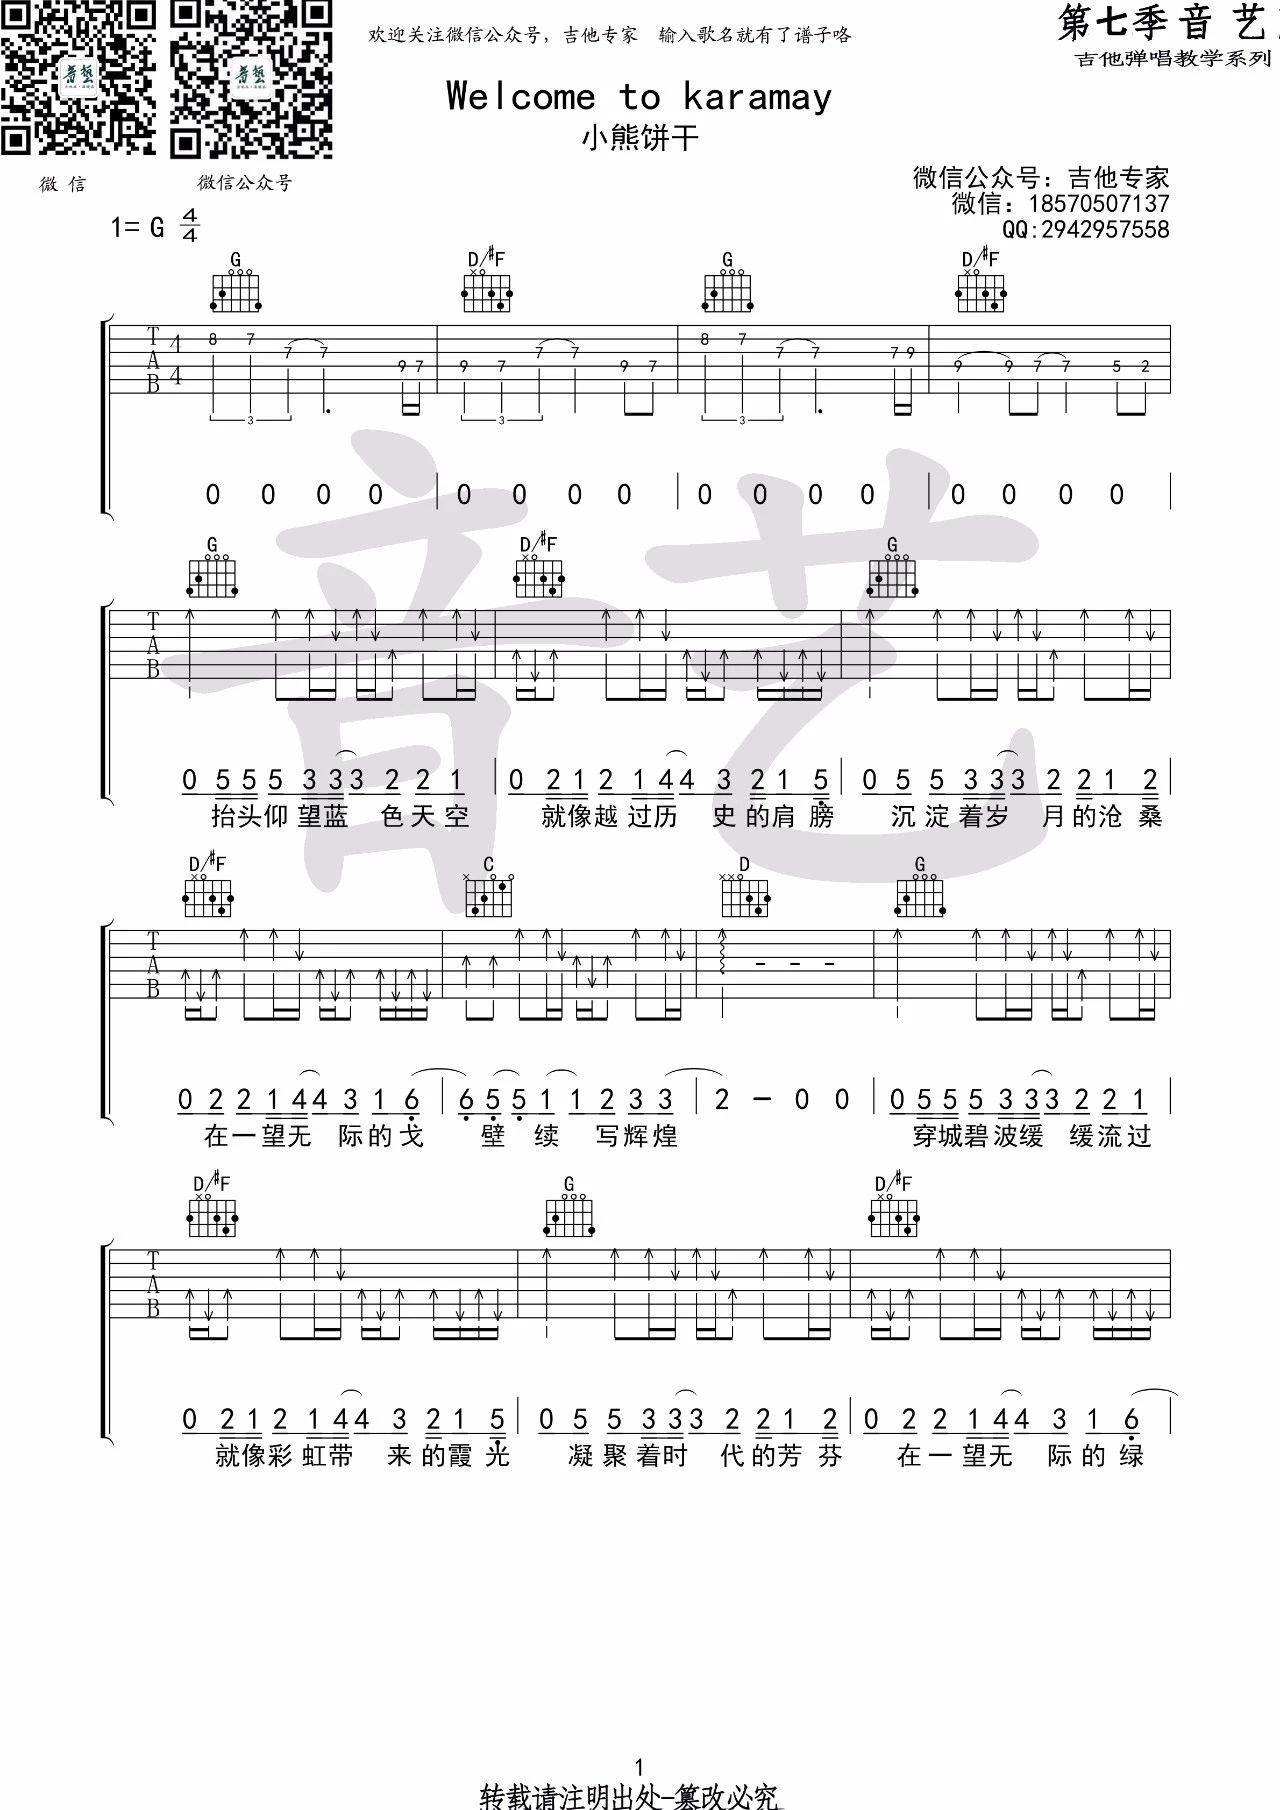 欢迎关注微信公众号，吉他专家　输入歌名就有了谱子咯
第七季音艺
吉他弹唱教学系列
Welcome to karamay
小熊饼干
微信
微信公众号
微信公众号：吉他专家
微信：18570507137
QQ:2942957558
1= G 4/4
G D/#F G D/#F
T A B 4/4 8 7 7 7 9 7 9 7 7 7 9 7 8 7 7 7 7 9 9 9 7 7 5 2
3 3 3
0 0 0 0 | 0 0 0 0 | 0 0 0 0 | 0 0 0 0
G D/#F G
T A B
0 5 5 5 3 3 3 2 2 1 | 0 2 1 2 1 4 4 3 2 1 5 | 0 5 5 3 3 3 2 2 1 2
抬头仰望蓝 色天空 就像越过历 史的肩膀 沉淀着岁 月的沧桑
D/#F C D G
T A B - - -
0 2 2 1 4 4 3 1 6 | 6 5 5 1 1 2 3 3 | 2 - 0 0 | 0 5 5 5 3 3 3 2 2 1
在一望无 际的戈 壁 续 写辉煌 穿城碧波缓 缓流过
D/#F G D/#F
T A B
0 2 1 2 1 4 4 3 2 1 5 | 0 5 5 3 3 3 2 2 1 2 | 0 2 2 1 4 4 3 1 6
就像彩虹带 来的霞光 凝聚着时 代的芳芬 在一望无 际的绿
音艺
1
转载请注明出处-篡改必究